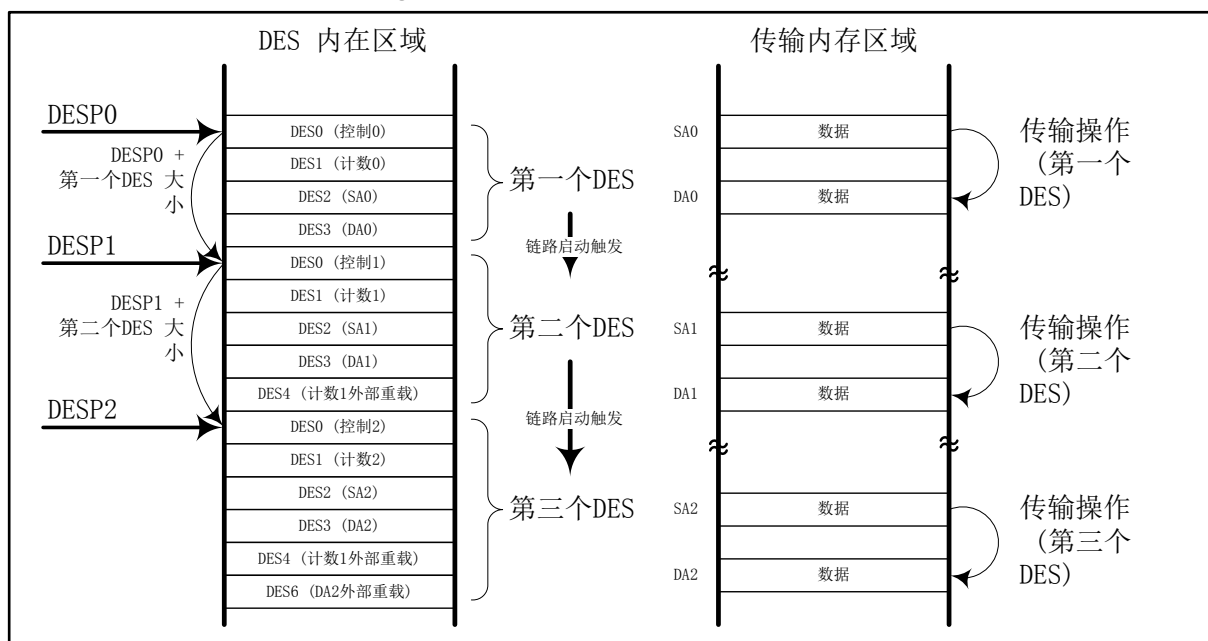 DES 内在区域
传输内存区域
DESP0
DESP0 +
第一个DES 大
小
DESP1
DESP1 +
第二个DES 大
小
DESP2
DES0 (控制0)
DES1 (计数0)
DES2 (SA0)
DES3 (DA0)
DES0 (控制1)
DES1 (计数1)
DES2 (SA1)
DES3 (DA1)
DES4 (计数1外部重载)
DES0 (控制2)
DES1 (计数2)
DES2 (SA2)
DES3 (DA2)
DES4 (计数1外部重载)
DES6 (DA2外部重载)
第一个DES
链路启动触发
第二个DES
链路启动触发
第三个DES
SA0
数据
DA0
数据
SA1
数据
DA1
数据
SA2
数据
DA2
数据
传输操作
(第一个
DES)
传输操作
(第二个
DES)
传输操作
(第三个
DES)